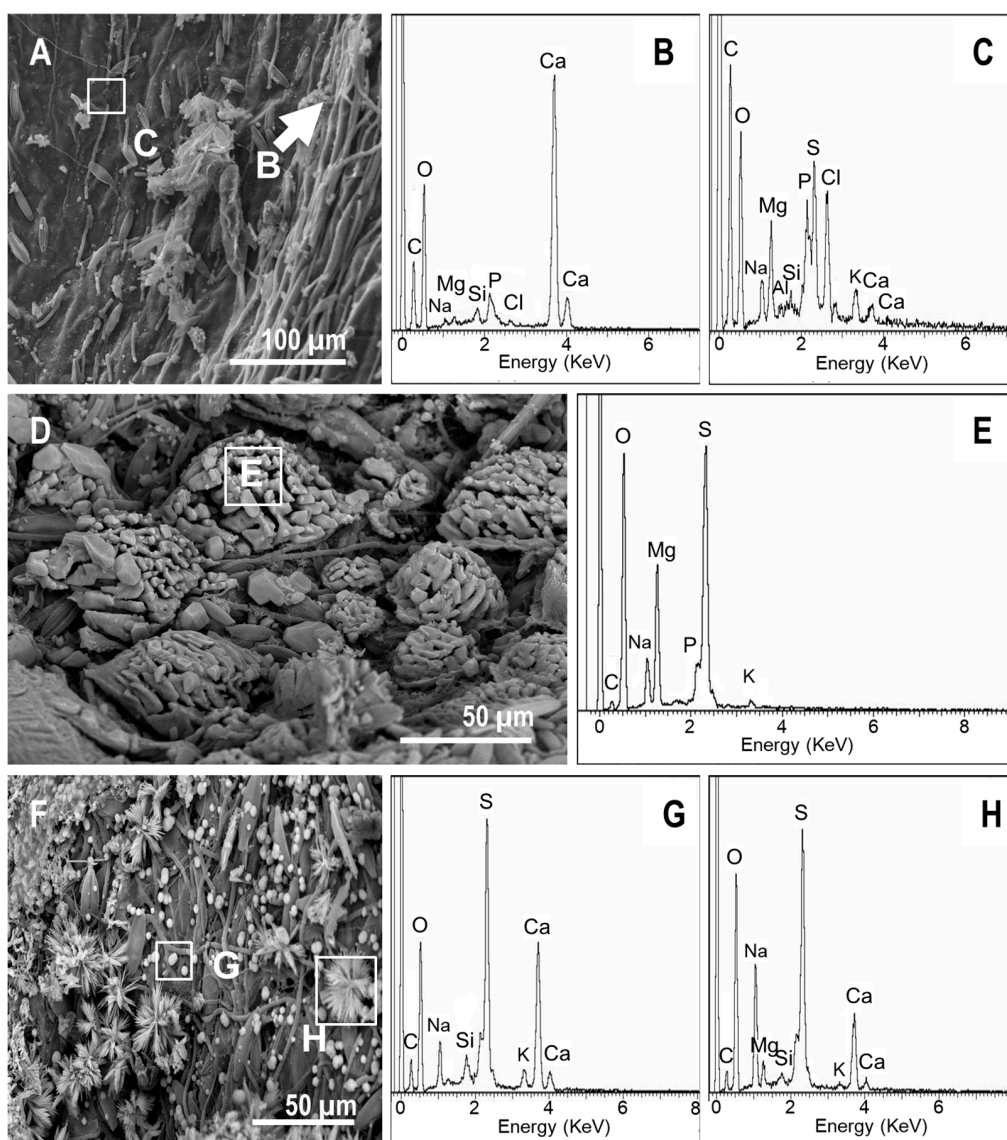 A
C
B
100 µm
B
Ca
O
C
Mg
Na
Si
P
Cl
Ca
0 2 4 6
Energy (KeV)
C
C
O
S
P
Cl
Mg
Na
Al
Si
K
Ca
Ca
0 2 4 6
Energy (KeV)
D
E
50 µm
E
O
S
Mg
Na
P
C
K
0 2 4 6 8
Energy (KeV)
F
G
H
50 µm
G
S
O
Ca
Na
Si
C
K
Ca
0 2 4 6 8
Energy (KeV)
H
S
O
Na
Ca
Mg
Si
C
K
Ca
0 2 4 6
Energy (KeV)